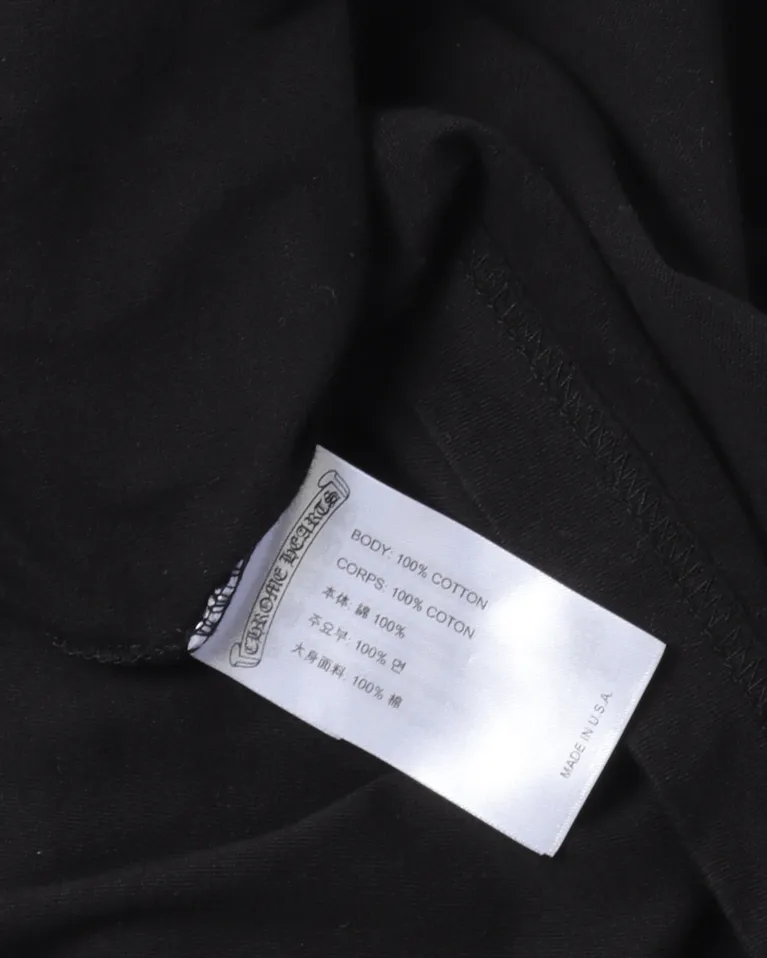 CHROME HEARTS
BODY: 100% COTTON
CORPS: 100% COTON
本体: 綿 100%
주요부: 100% 면
大身面料: 100% 棉
MADE IN U.S.A.